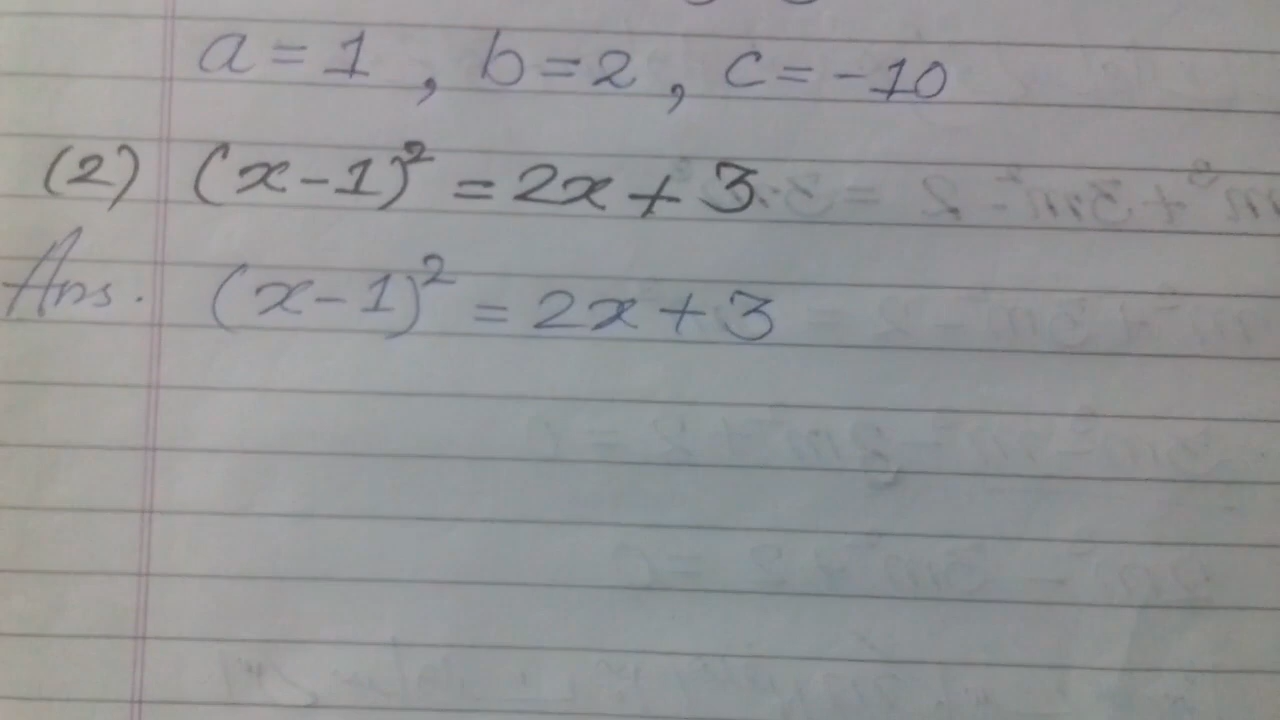 a = 1 , b = 2 , c = -10
(2) (x-1)² = 2x + 3.
Ans. (x-1)² = 2x + 3